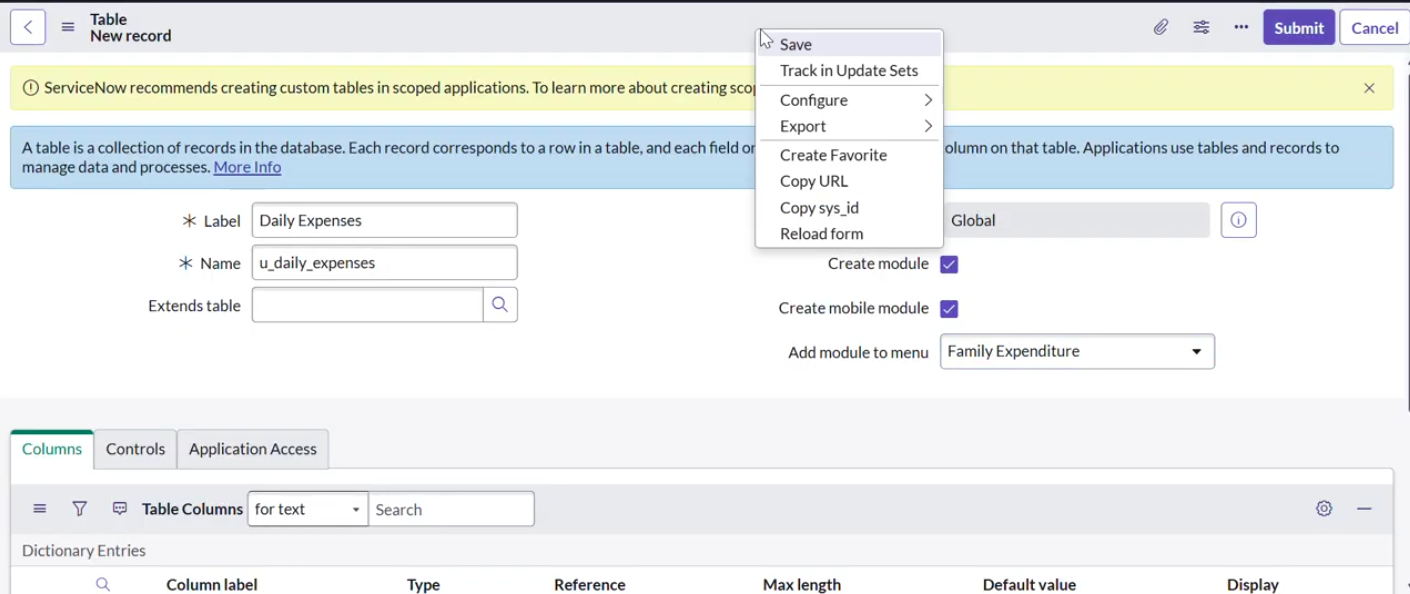 Table
New record
Submit
Cancel
Save
Track in Update Sets
Configure
Export
Create Favorite
Copy URL
Copy sys_id
Reload form
ServiceNow recommends creating custom tables in scoped applications. To learn more about creating
A table is a collection of records in the database. Each record corresponds to a row in a table, and each field on that table. Applications use tables and records to
manage data and processes. More Info
Label
Daily Expenses
Global
Name
u_daily_expenses
Create module
Extends table
Create mobile module
Add module to menu
Family Expenditure
Columns
Controls
Application Access
Table Columns
for text
Search
Dictionary Entries
Column label Type Reference Max length Default value Display